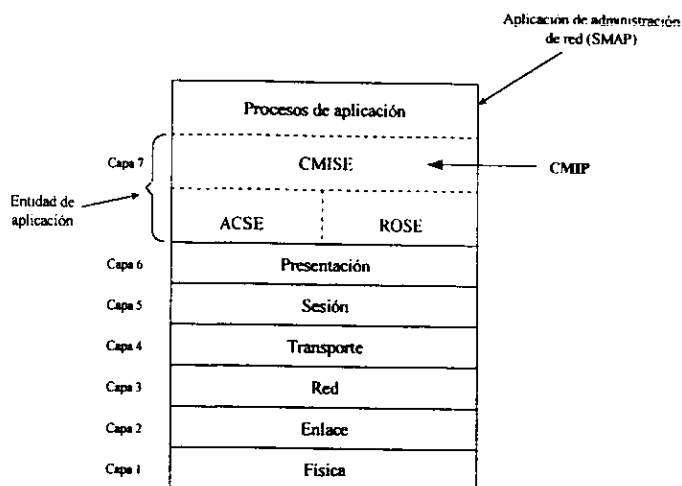 Aplicación de administración
de red (SMAP)
Procesos de aplicación
Capa 7
CMISE
CMIP
Entidad de
aplicación
ACSE
ROSE
Capa 6
Presentación
Capa 5
Sesión
Capa 4
Transporte
Capa 3
Red
Capa 2
Enlace
Capa 1
Física